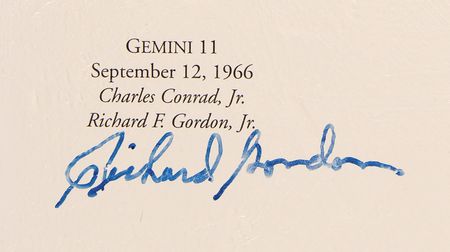 GEMINI 11
September 12, 1966
Charles Conrad, Jr.
Richard F. Gordon, Jr.
Richard Gordon